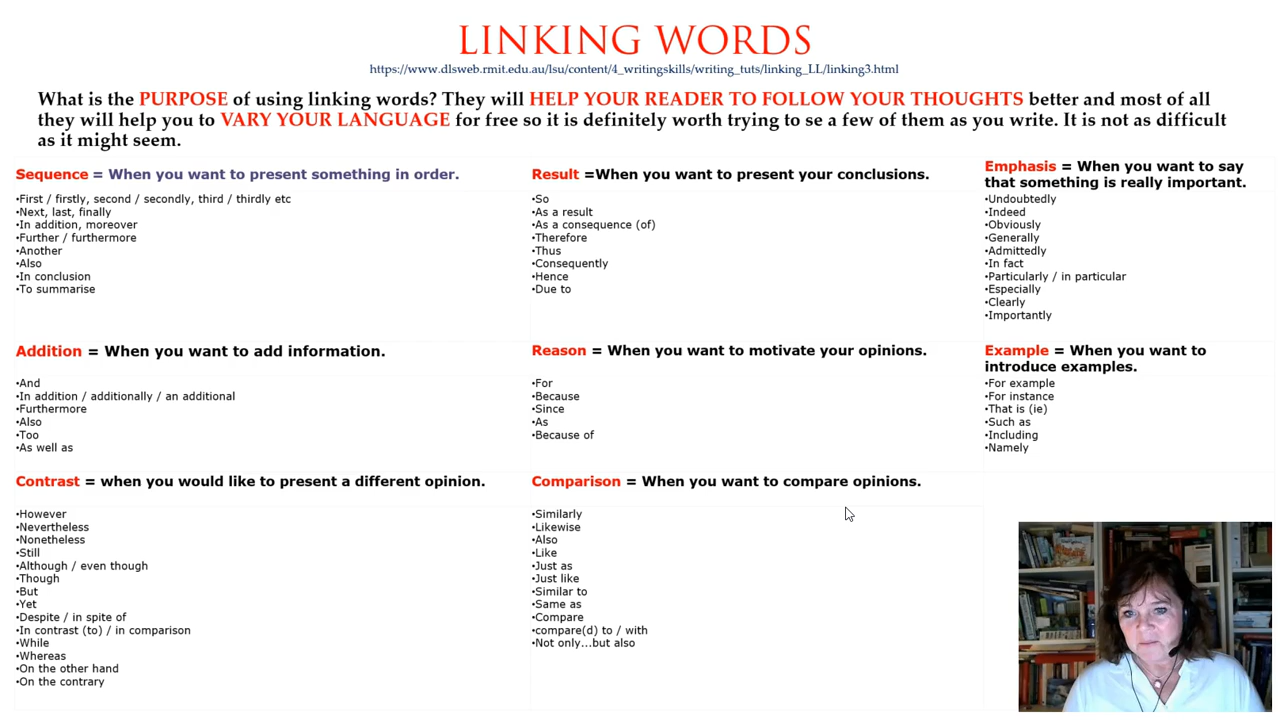 LINKING WORDS
https://www.dlsweb.rmit.edu.au/lsu/content/4_writingskills/writing_tuts/linking_LL/linking3.html
What is the PURPOSE of using linking words? They will HELP YOUR READER TO FOLLOW YOUR THOUGHTS better and most of all
they will help you to VARY YOUR LANGUAGE for free so it is definitely worth trying to se a few of them as you write. It is not as difficult
as it might seem.
Sequence = When you want to present something in order.
•First / firstly, second / secondly, third / thirdly etc
•Next, last, finally
•In addition, moreover
•Further / furthermore
•Another
•Also
•In conclusion
•To summarise
Result =When you want to present your conclusions.
•So
•As a result
•As a consequence (of)
•Therefore
•Thus
•Consequently
•Hence
•Due to
Emphasis = When you want to say
that something is really important.
•Undoubtedly
•Indeed
•Obviously
•Generally
•Admittedly
•In fact
•Particularly / in particular
•Especially
•Clearly
•Importantly
Addition = When you want to add information.
•And
•In addition / additionally / an additional
•Furthermore
•Also
•Too
•As well as
Reason = When you want to motivate your opinions.
•For
•Because
•Since
•As
•Because of
Example = When you want to
introduce examples.
•For example
•For instance
•That is (ie)
•Such as
•Including
•Namely
Contrast = when you would like to present a different opinion.
•However
•Nevertheless
•Nonetheless
•Still
•Although / even though
•Though
•But
•Yet
•Despite / in spite of
•In contrast (to) / in comparison
•While
•Whereas
•On the other hand
•On the contrary
Comparison = When you want to compare opinions.
•Similarly
•Likewise
•Also
•Like
•Just as
•Just like
•Similar to
•Same as
•Compare
•compare(d) to / with
•Not only...but also